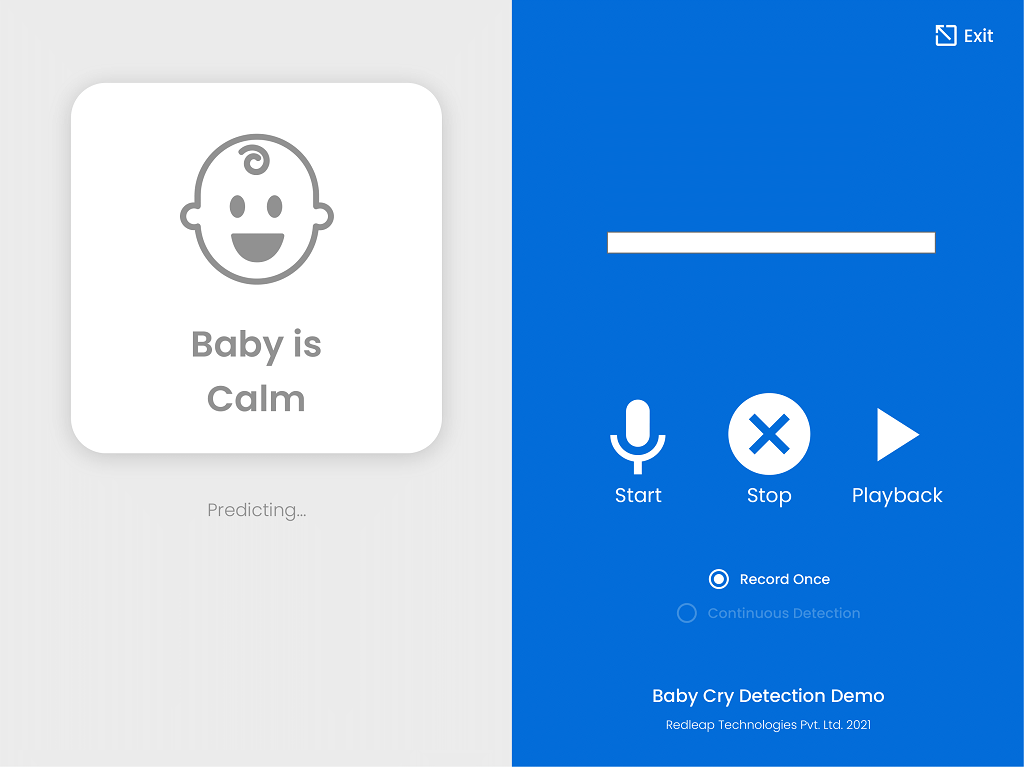 Baby is
Calm
Predicting...
Exit
Start
Stop
Playback
Record Once
Continuous Detection
Baby Cry Detection Demo
Redleap Technologies Pvt. Ltd. 2021